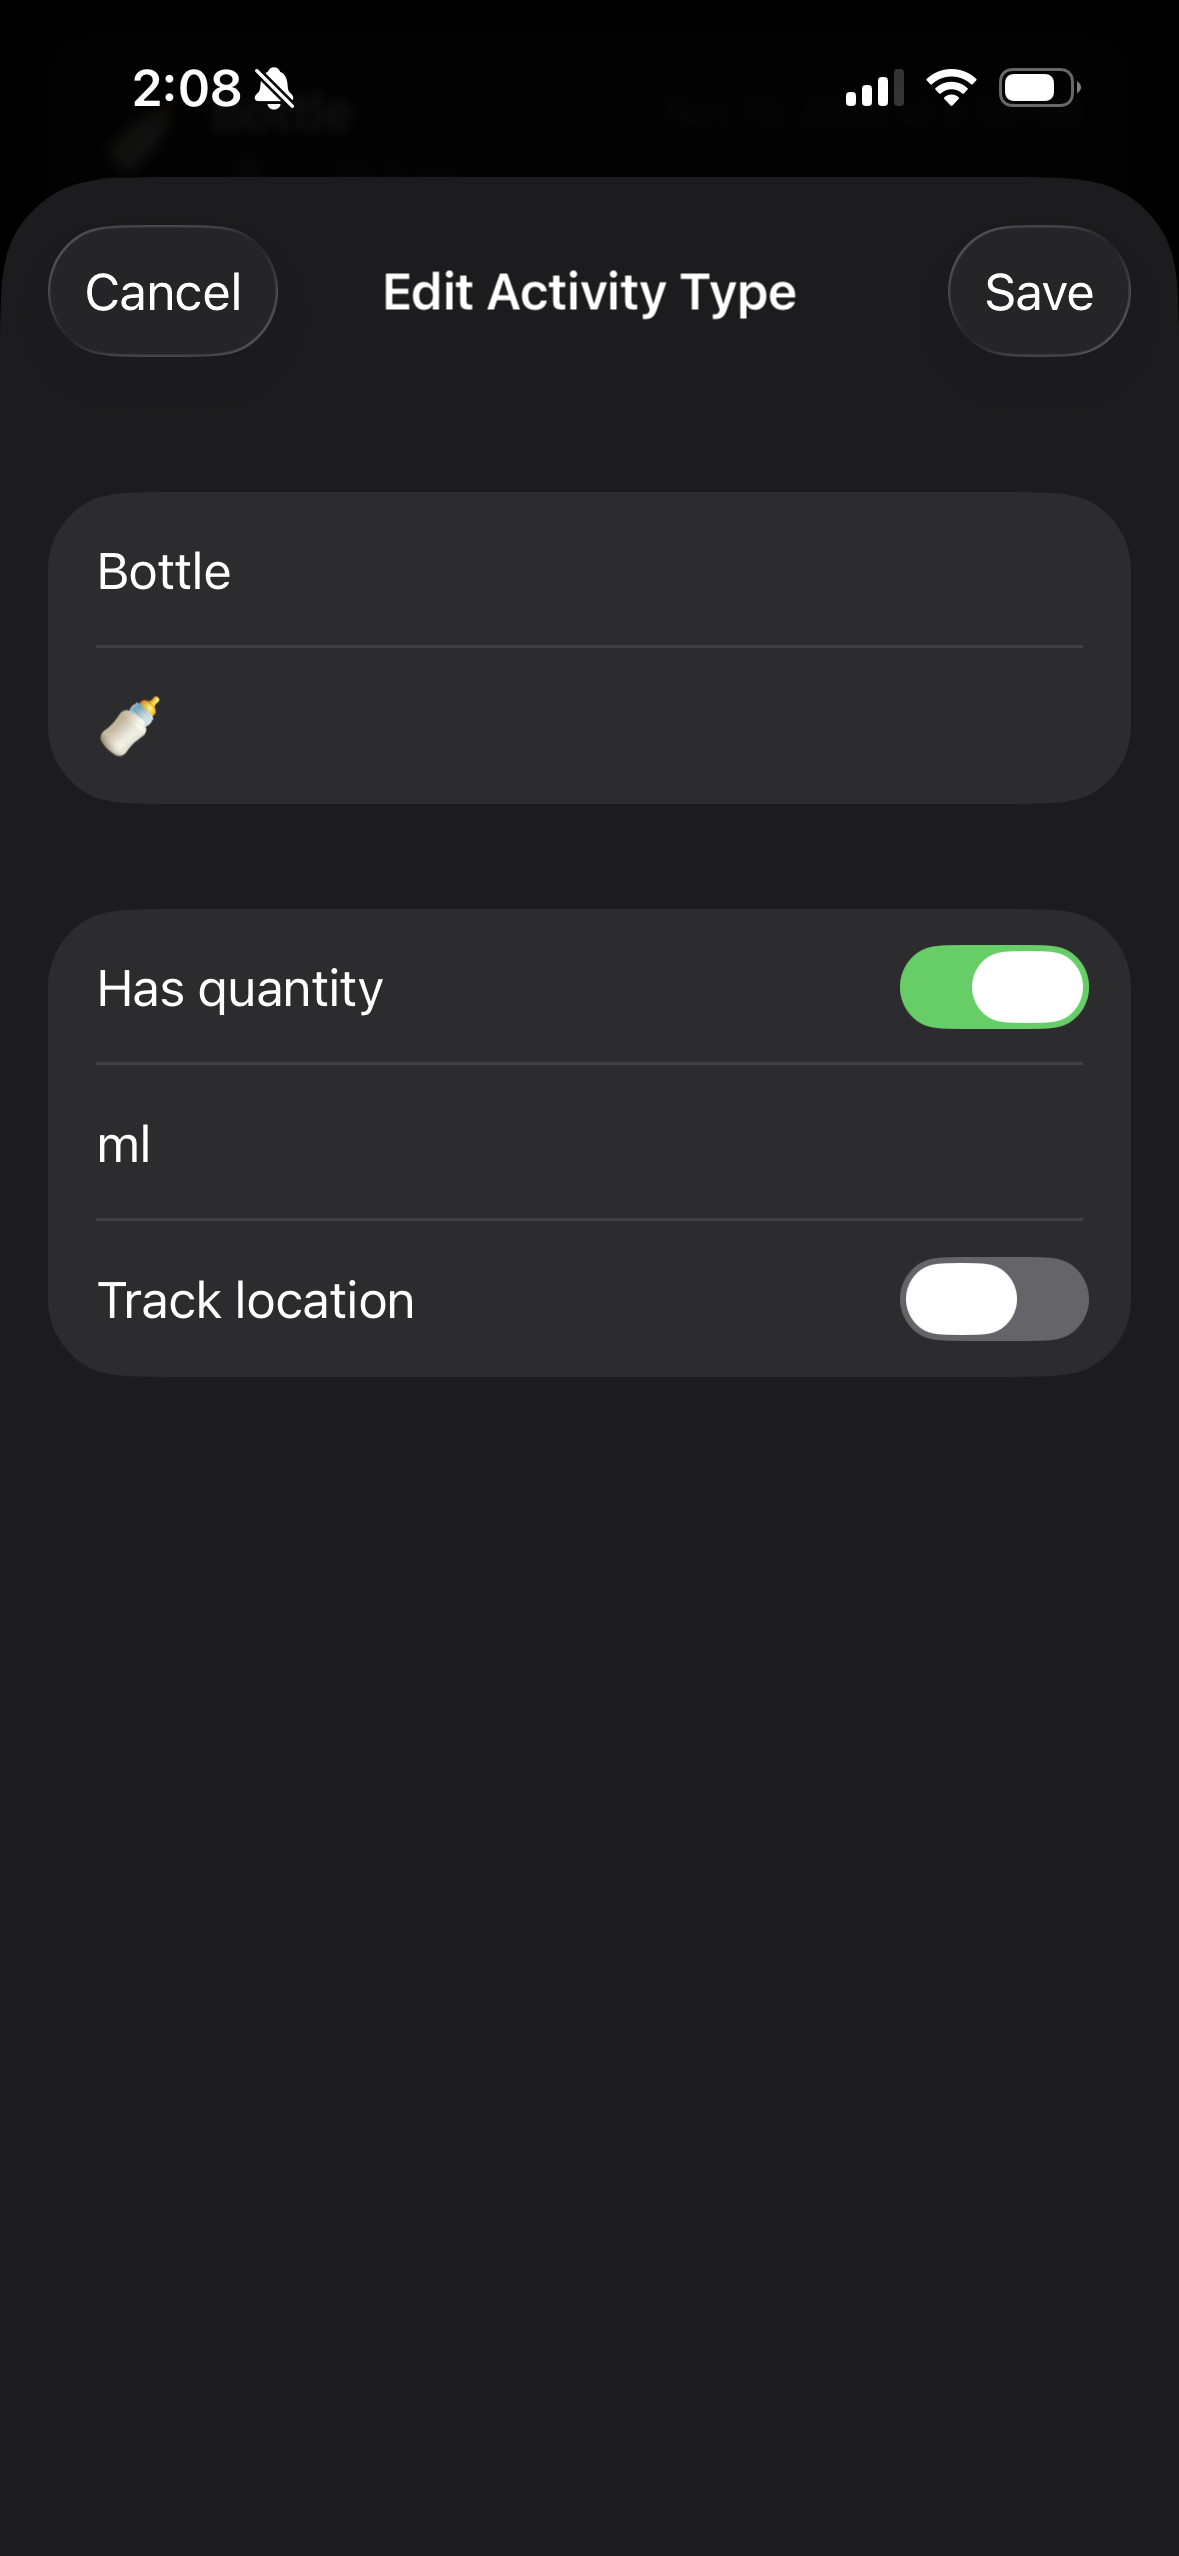 2:08
Cancel
Edit Activity Type
Save
Bottle
Has quantity
ml
Track location